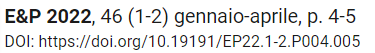 E&P 2022, 46 (1-2) gennaio-aprile, p. 4-5
DOI: https://doi.org/10.19191/EP22.1-2.P004.005